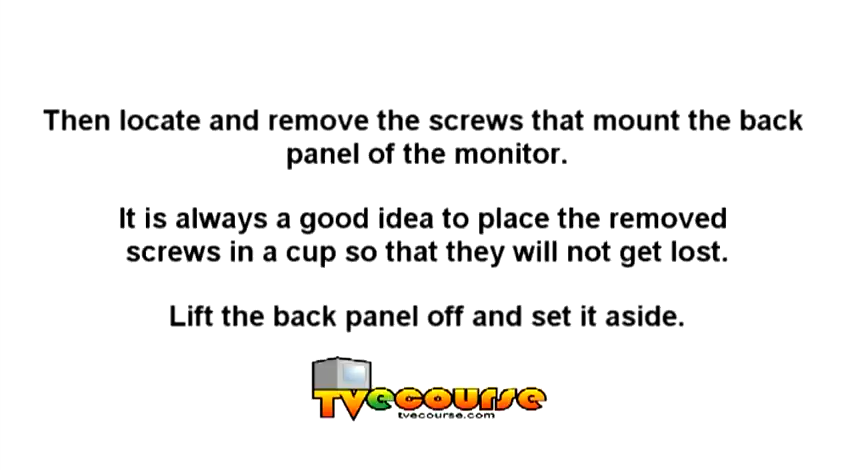 Then locate and remove the screws that mount the back
panel of the monitor.
It is always a good idea to place the removed
screws in a cup so that they will not get lost.
Lift the back panel off and set it aside.
TVecourse
tvecourse.com